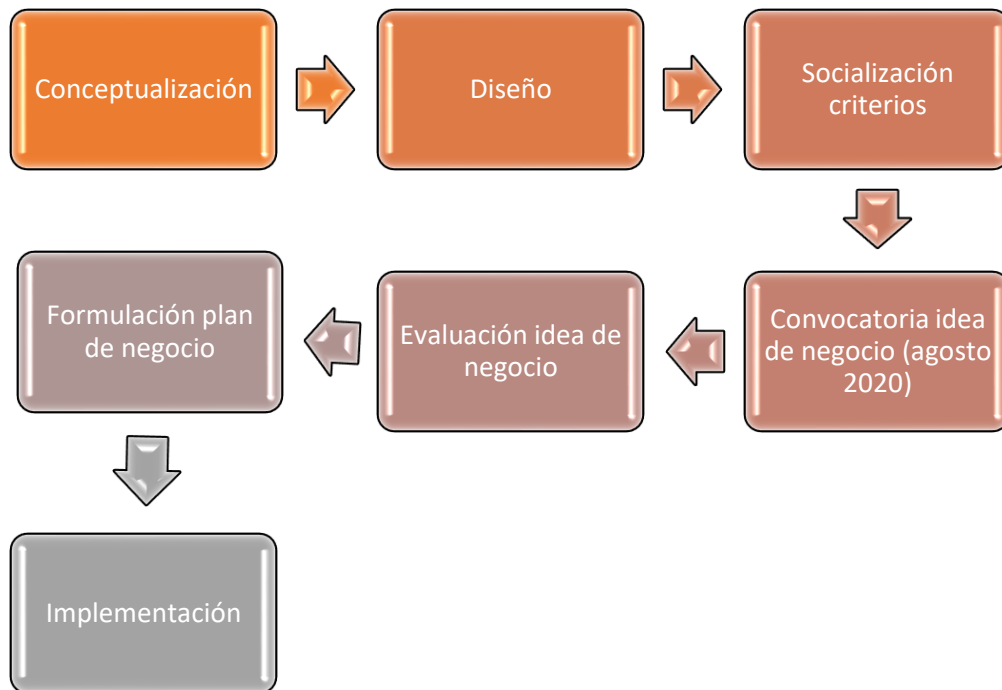 Conceptualización
Diseño
Socialización
criterios
Convocatoria idea
de negocio (agosto
2020)
Evaluación idea de
negocio
Formulación plan
de negocio
Implementación